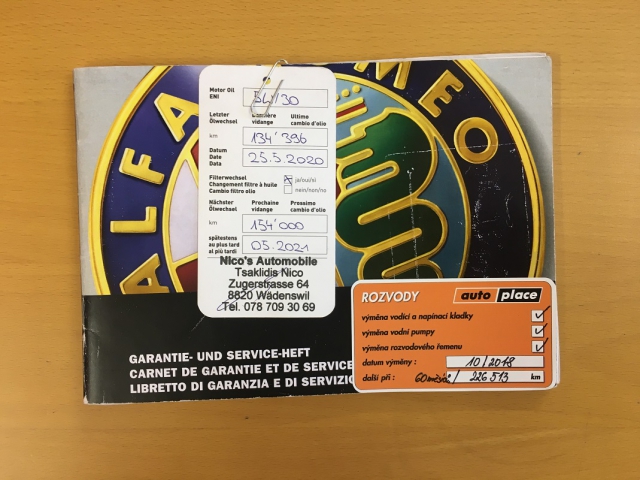 ALFA ROMEO
Motor Oil
ENI
5W/30
Letzter Ölwechsel Dernière vidange Ultimo cambio d'olio
km 134'396
Datum
Date
Data
25.5.2020
Filterwechsel
Changement filtre à huile
Cambio filtro olio
ja/oui/si
nein/non/no
Nächster Ölwechsel Prochaine vidange Prossimo cambio d'olio
km 154'000
spätestens
au plus tard
al più tardi
05.2021
Nico's Automobile
Tsaklidis Nico
Zugerstrasse 64
8820 Wädenswil
Tel. 078 709 30 69
GARANTIE- UND SERVICE-HEFT
CARNET DE GARANTIE ET DE SERVICE
LIBRETTO DI GARANZIA E DI SERVIZIO
ROZVODY auto place
výměna vodící a napínací kladky
výměna vodní pumpy
výměna rozvodového řemenu
datum výměny : 10/2018
další při : 60měsíců/ 226 513 km